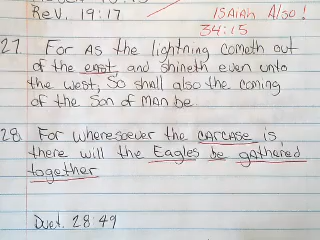 Rev. 19:17
ISAIAH Also!
34:15
27. For As the lightning cometh out
of the east and shineth even unto
the west, so shall also the coming
of the Son of Man be.
28. For wheresoever the carcase is,
there will the Eagles be gathered
together
Duet. 28:49